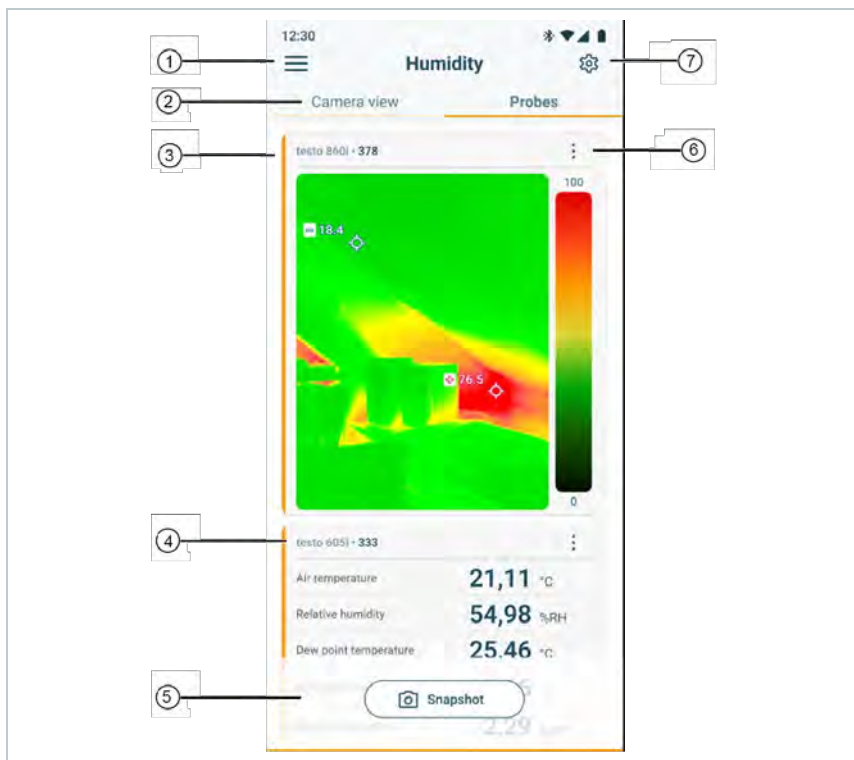 12:30
1
Humidity
7
2
Camera view
Probes
3
testo 860i • 378
6
100
18.4
76.5
0
4
testo 605i • 333
Air temperature 21,11 °C
Relative humidity 54,98 %RH
Dew point temperature 25.46 °C
5
Snapshot
2.29